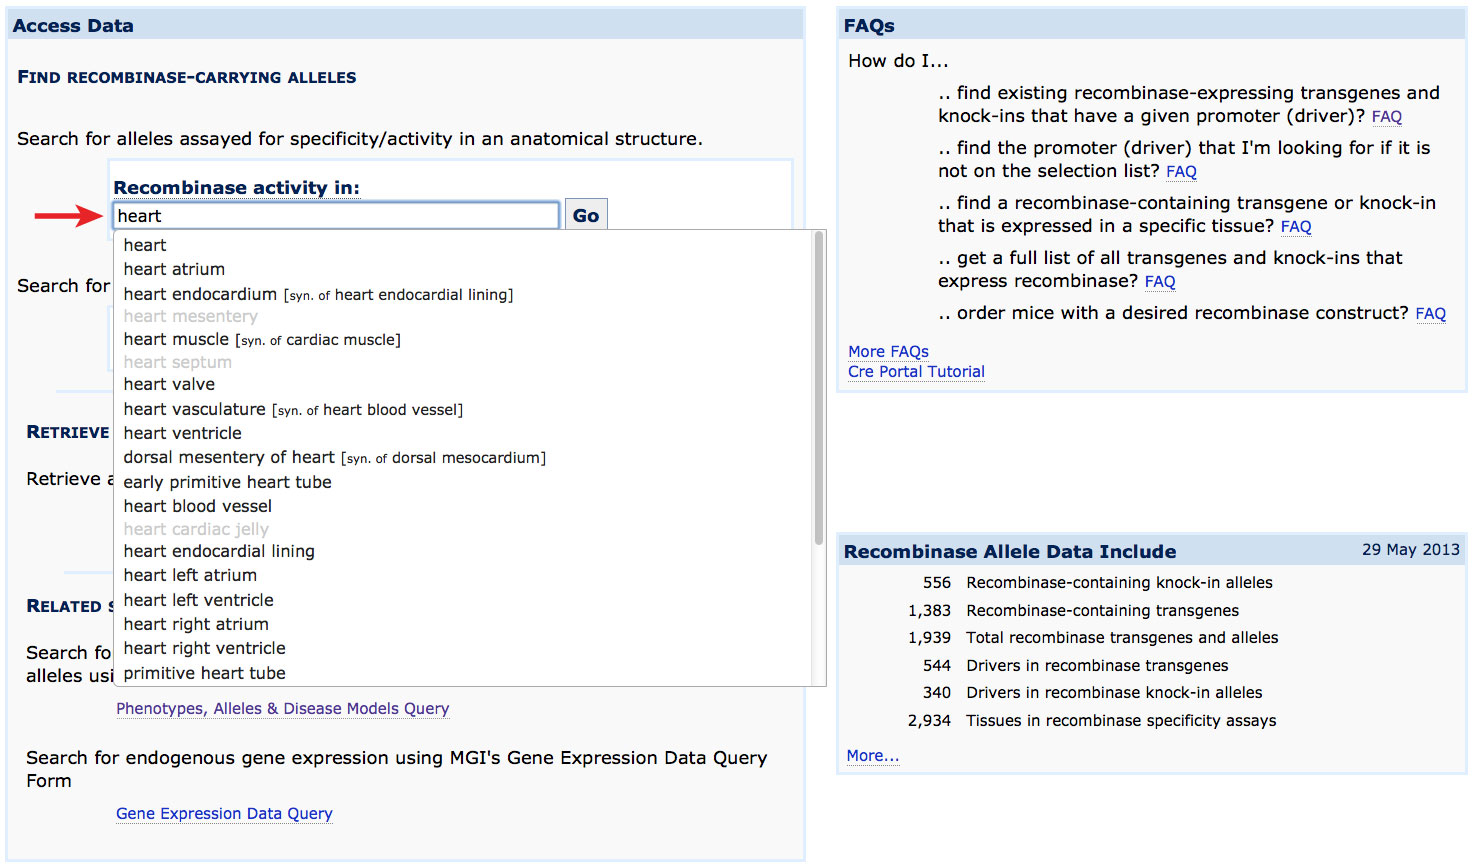 Access Data
FIND RECOMBINASE-CARRYING ALLELES
Search for alleles assayed for specificity/activity in an anatomical structure.
Recombinase activity in:
heart
Go
heart
heart atrium
heart endocardium [syn. of heart endocardial lining]
heart mesentery
heart muscle [syn. of cardiac muscle]
heart septum
heart valve
heart vasculature [syn. of heart blood vessel]
heart ventricle
dorsal mesentery of heart [syn. of dorsal mesocardium]
early primitive heart tube
heart blood vessel
heart cardiac jelly
heart endocardial lining
heart left atrium
heart left ventricle
heart right atrium
heart right ventricle
primitive heart tube
Search for
RETRIEVE
Retrieve
RELATED
Search
alleles
Phenotypes, Alleles & Disease Models Query
Search for endogenous gene expression using MGI's Gene Expression Data Query
Form
Gene Expression Data Query
FAQs
How do I...
.. find existing recombinase-expressing transgenes and
knock-ins that have a given promoter (driver)? FAQ
.. find the promoter (driver) that I'm looking for if it is
not on the selection list? FAQ
.. find a recombinase-containing transgene or knock-in
that is expressed in a specific tissue? FAQ
.. get a full list of all transgenes and knock-ins that
express recombinase? FAQ
.. order mice with a desired recombinase construct? FAQ
More FAQs
Cre Portal Tutorial
Recombinase Allele Data Include 29 May 2013
556 Recombinase-containing knock-in alleles
1,383 Recombinase-containing transgenes
1,939 Total recombinase transgenes and alleles
544 Drivers in recombinase transgenes
340 Drivers in recombinase knock-in alleles
2,934 Tissues in recombinase specificity assays
More...